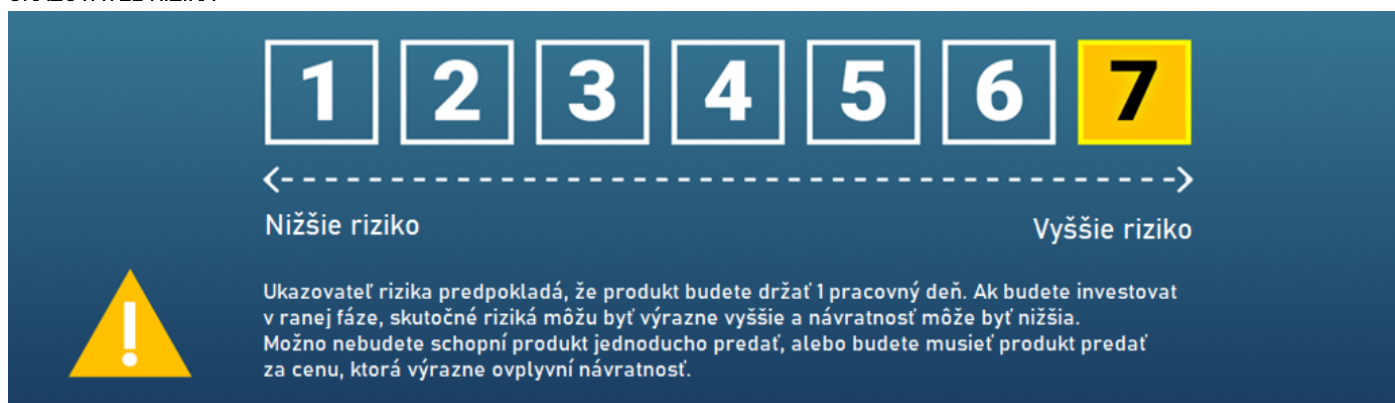 1 2 3 4 5 6 7
Nižšie riziko
Vyššie riziko
Ukazovateľ rizika predpokladá, že produkt budete držať 1 pracovný deň. Ak budete investovat
v ranej fáze, skutočné riziká môžu byť výrazne vyššie a návratnosť môže byť nižšia.
Možno nebudete schopní produkt jednoducho predať, alebo budete musieť produkt predať
za cenu, ktorá výrazne ovplyvní návratnosť.